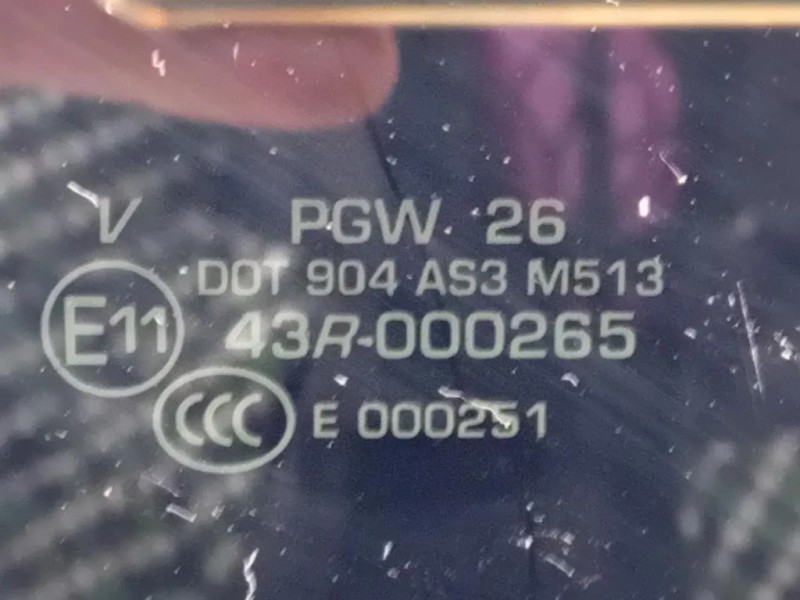 V PGW 26
DOT 904 AS3 M513
E11 43R-000265
CCC E 000251